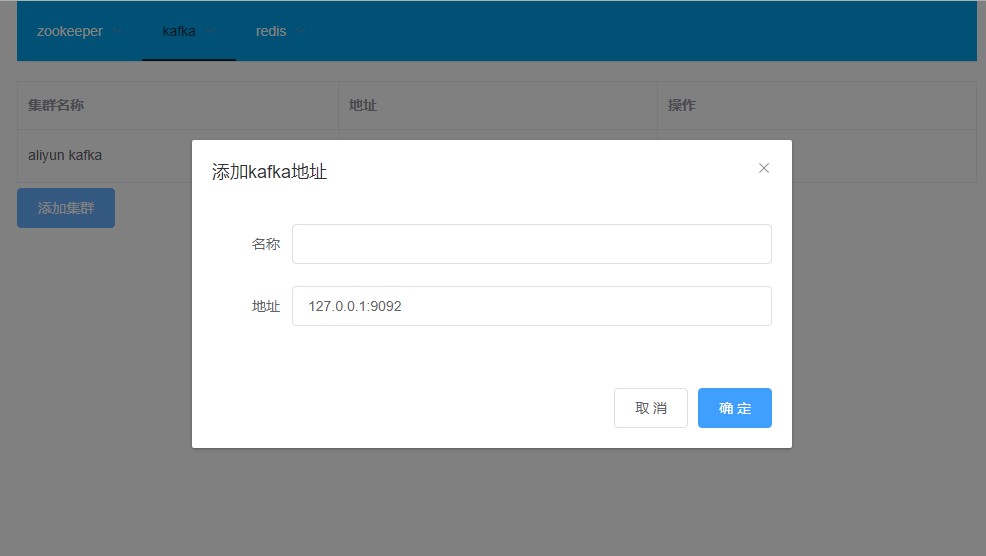 zookeeper kafka redis
集群名称 地址 操作
aliyun kafka
添加集群
添加kafka地址
名称
地址 127.0.0.1:9092
取 消 确 定